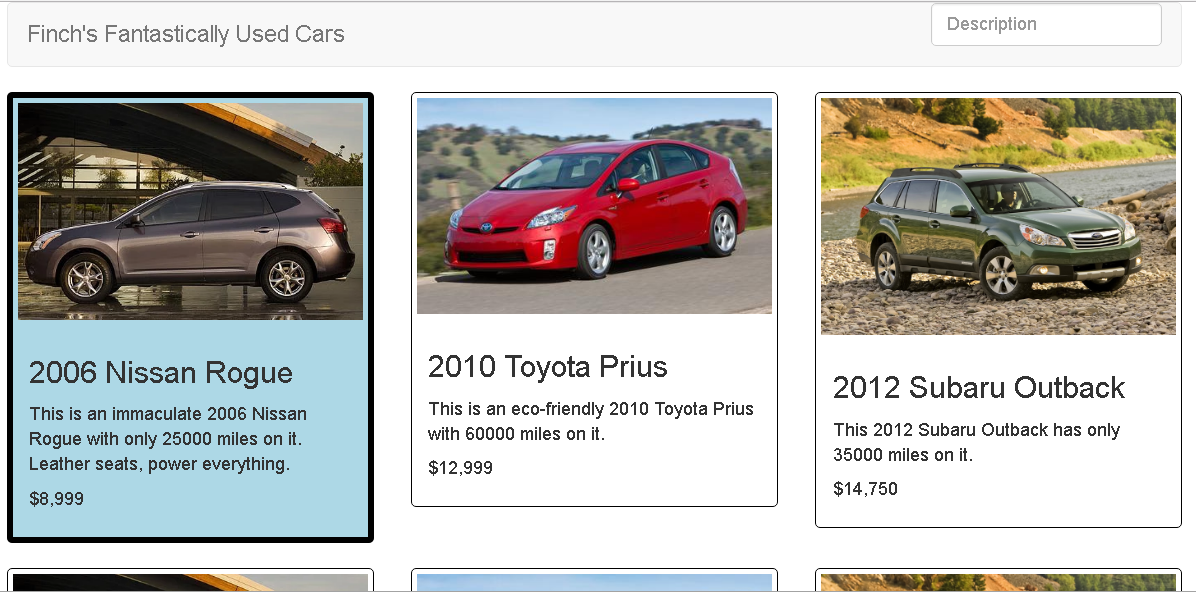 Finch's Fantastically Used Cars
Description
2006 Nissan Rogue
This is an immaculate 2006 Nissan
Rogue with only 25000 miles on it.
Leather seats, power everything.
$8,999
2010 Toyota Prius
This is an eco-friendly 2010 Toyota Prius
with 60000 miles on it.
$12,999
2012 Subaru Outback
This 2012 Subaru Outback has only
35000 miles on it.
$14,750